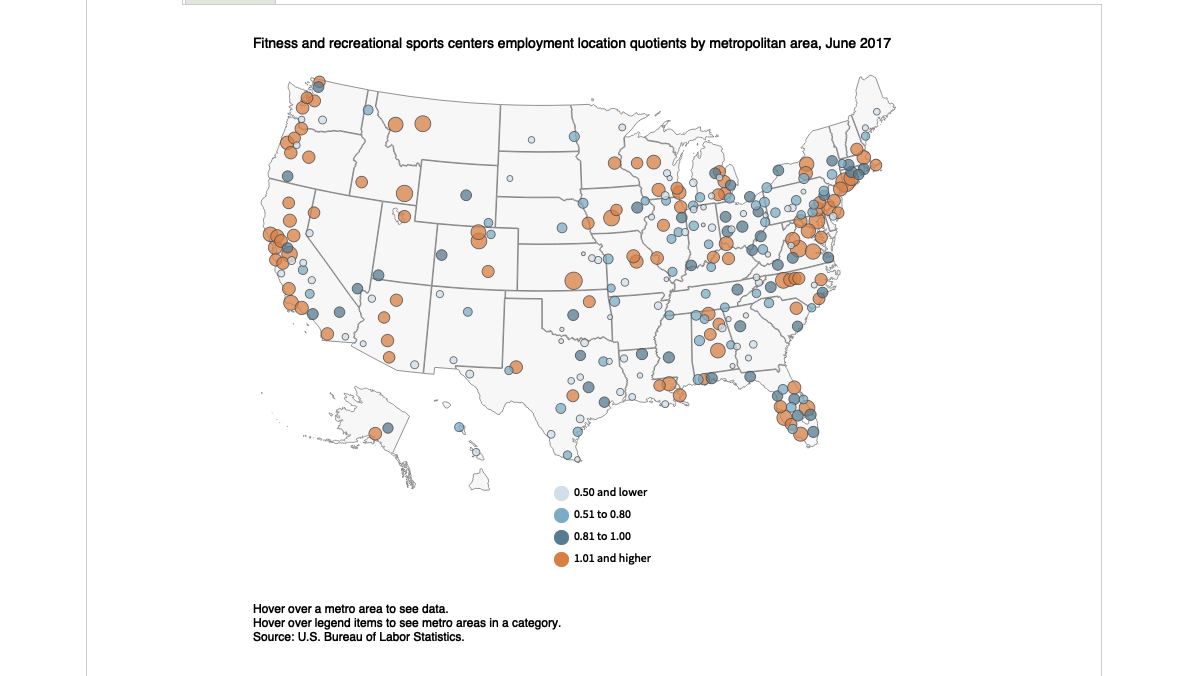 Fitness and recreational sports centers employment location quotients by metropolitan area, June 2017
0.50 and lower
0.51 to 0.80
0.81 to 1.00
1.01 and higher
Hover over a metro area to see data.
Hover over legend items to see metro areas in a category.
Source: U.S. Bureau of Labor Statistics.